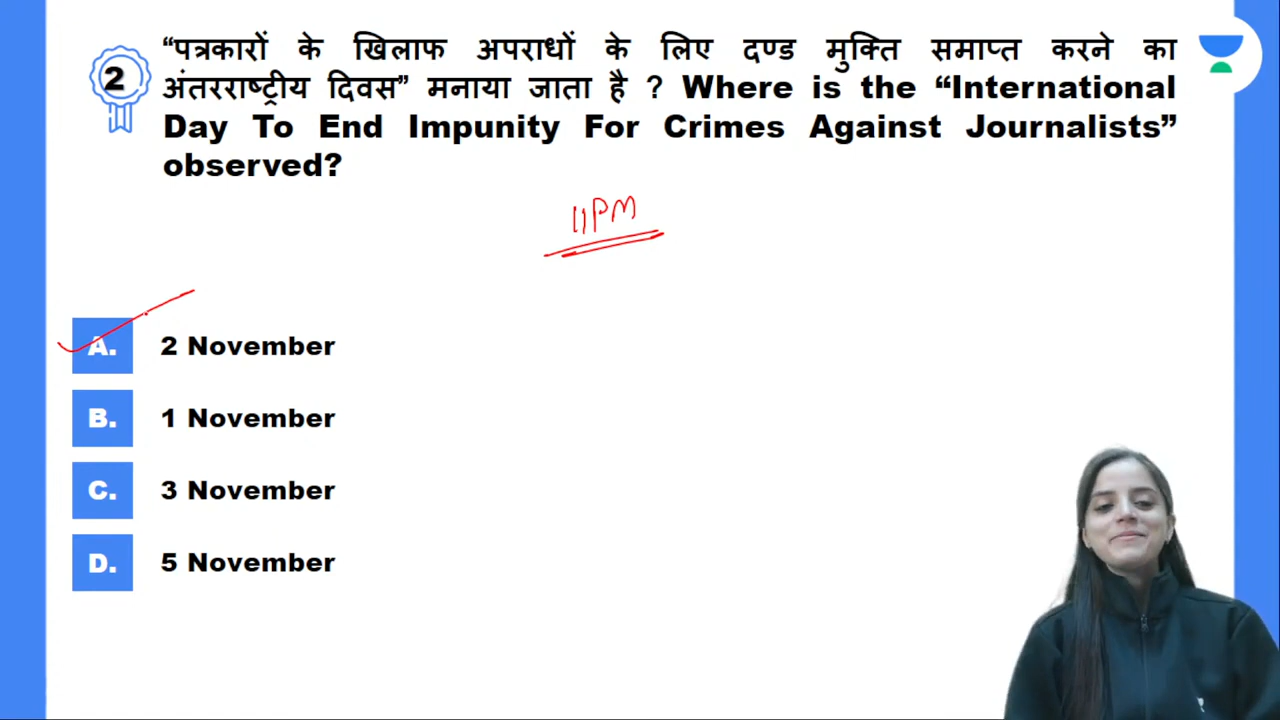 2
“पत्रकारों के खिलाफ अपराधों के लिए दण्ड मुक्ति समाप्त करने का
अंतरराष्ट्रीय दिवस” मनाया जाता है ? Where is the “International
Day To End Impunity For Crimes Against Journalists”
observed?
11PM
A. 2 November
B. 1 November
C. 3 November
D. 5 November